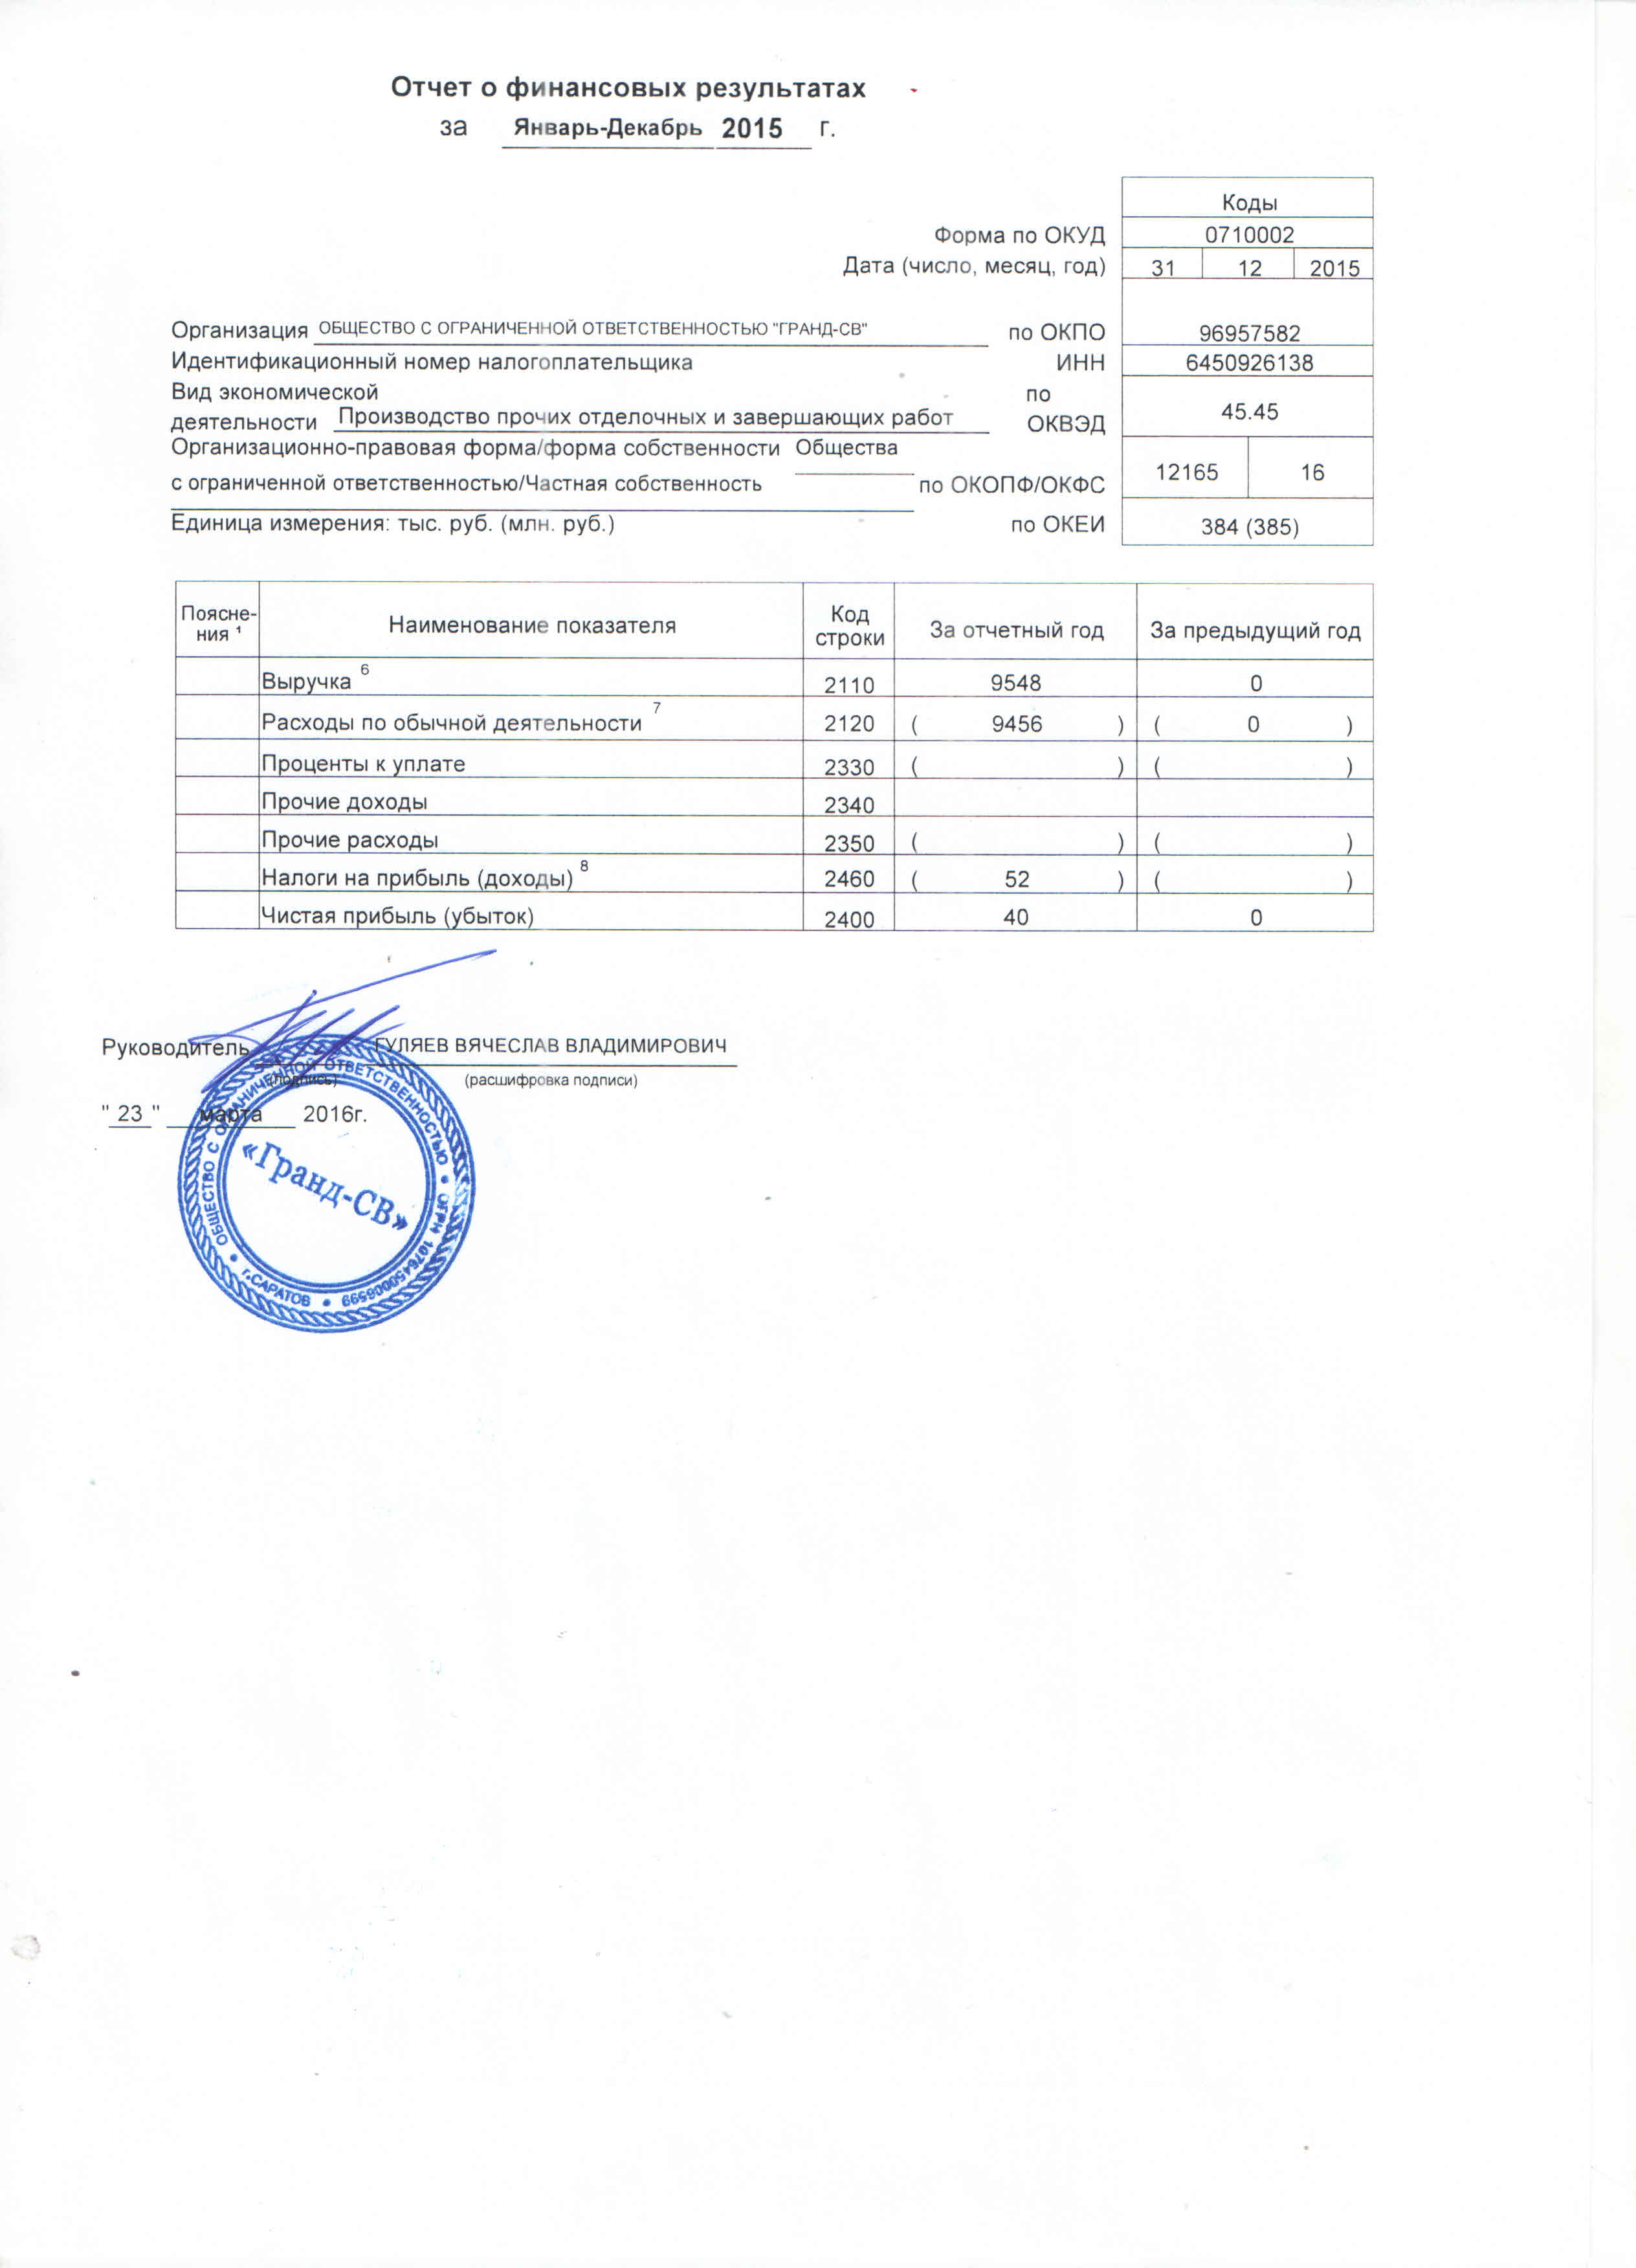 Отчет о финансовых результатах
за Январь-Декабрь 2015 г.
Коды
Форма по ОКУД 0710002
Дата (число, месяц, год) 31 12 2015
Организация ОБЩЕСТВО С ОГРАНИЧЕННОЙ ОТВЕТСТВЕННОСТЬЮ "ГРАНД-СВ" по ОКПО 96957582
Идентификационный номер налогоплательщика ИНН 6450926138
Вид экономической по
деятельности Производство прочих отделочных и завершающих работ ОКВЭД 45.45
Организационно-правовая форма/форма собственности Общества
с ограниченной ответственностью/Частная собственность по ОКОПФ/ОКФС 12165 16
Единица измерения: тыс. руб. (млн. руб.) по ОКЕИ 384 (385)
Поясне-
ния 1 Наименование показателя Код
строки За отчетный год За предыдущий год
Выручка 6 2110 9548 0
Расходы по обычной деятельности 7 2120 ( 9456 ) ( 0 )
Проценты к уплате 2330 ( ) ( )
Прочие доходы 2340
Прочие расходы 2350 ( ) ( )
Налоги на прибыль (доходы) 8 2460 ( 52 ) ( )
Чистая прибыль (убыток) 2400 40 0
Руководитель ГУЛЯЕВ ВЯЧЕСЛАВ ВЛАДИМИРОВИЧ
(подпись) (расшифровка подписи)
" 23 " марта 2016г.
ОБЩЕСТВО С ОГРАНИЧЕННОЙ ОТВЕТСТВЕННОСТЬЮ • ОГРН 1076450006599 • г.САРАТОВ •
«Гранд-СВ»